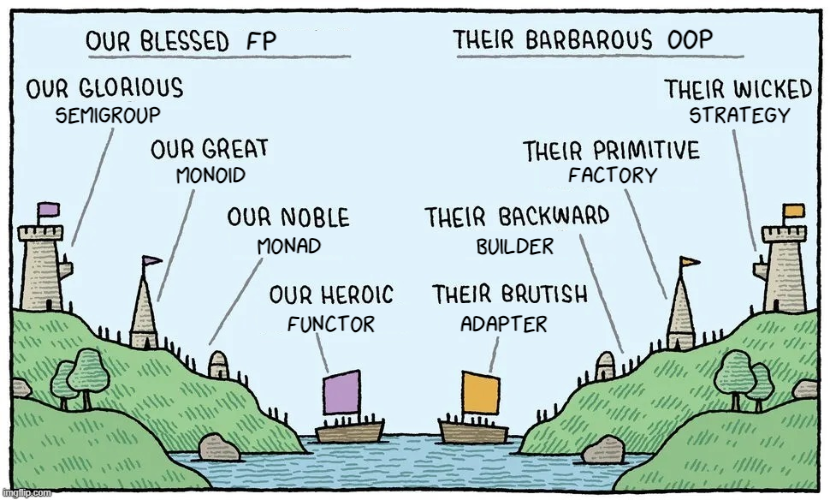 OUR BLESSED FP
THEIR BARBAROUS OOP
OUR GLORIOUS
SEMIGROUP
THEIR WICKED
STRATEGY
OUR GREAT
MONOID
THEIR PRIMITIVE
FACTORY
OUR NOBLE
MONAD
THEIR BACKWARD
BUILDER
OUR HEROIC
FUNCTOR
THEIR BRUTISH
ADAPTER
imgflip.com